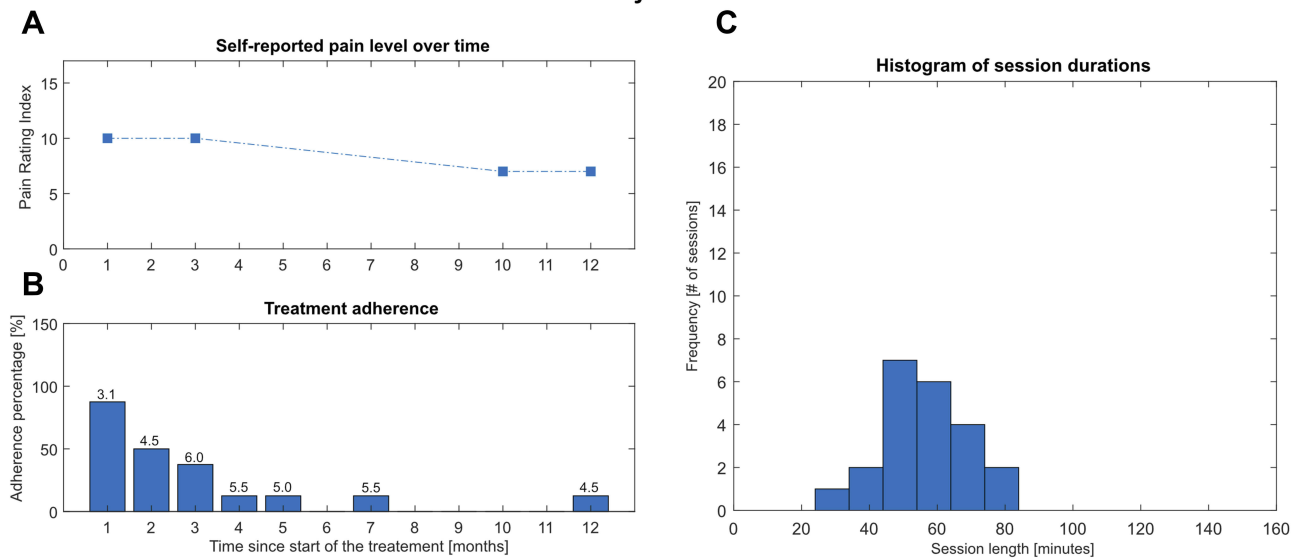 A
Self-reported pain level over time
Pain Rating Index
15
10
5
0
0 1 2 3 4 5 6 7 8 9 10 11 12
B
Treatment adherence
Adherence percentage [%]
150
100
50
0
3.1
4.5
6.0
5.5
5.0
5.5
4.5
1 2 3 4 5 6 7 8 9 10 11 12
Time since start of the treatement [months]
C
Histogram of session durations
Frequency [# of sessions]
20
18
16
14
12
10
8
6
4
2
0
0 20 40 60 80 100 120 140 160
Session length [minutes]